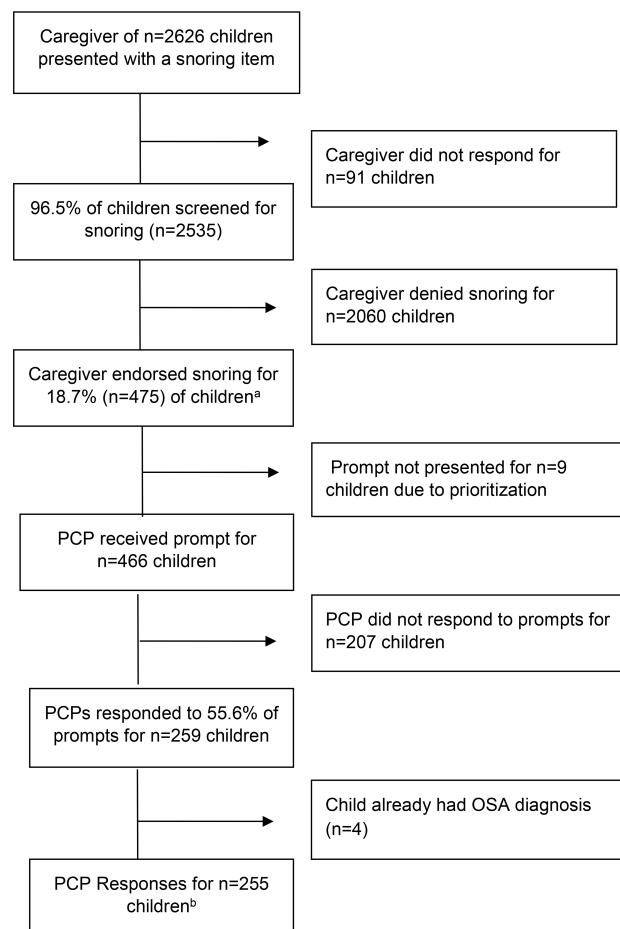 Caregiver of n=2626 children
presented with a snoring item
Caregiver did not respond for
n=91 children
96.5% of children screened for
snoring (n=2535)
Caregiver denied snoring for
n=2060 children
Caregiver endorsed snoring for
18.7% (n=475) of childrenᵃ
Prompt not presented for n=9
children due to prioritization
PCP received prompt for
n=466 children
PCP did not respond to prompts for
n=207 children
PCPs responded to 55.6% of
prompts for n=259 children
Child already had OSA diagnosis
(n=4)
PCP Responses for n=255
childrenᵇ